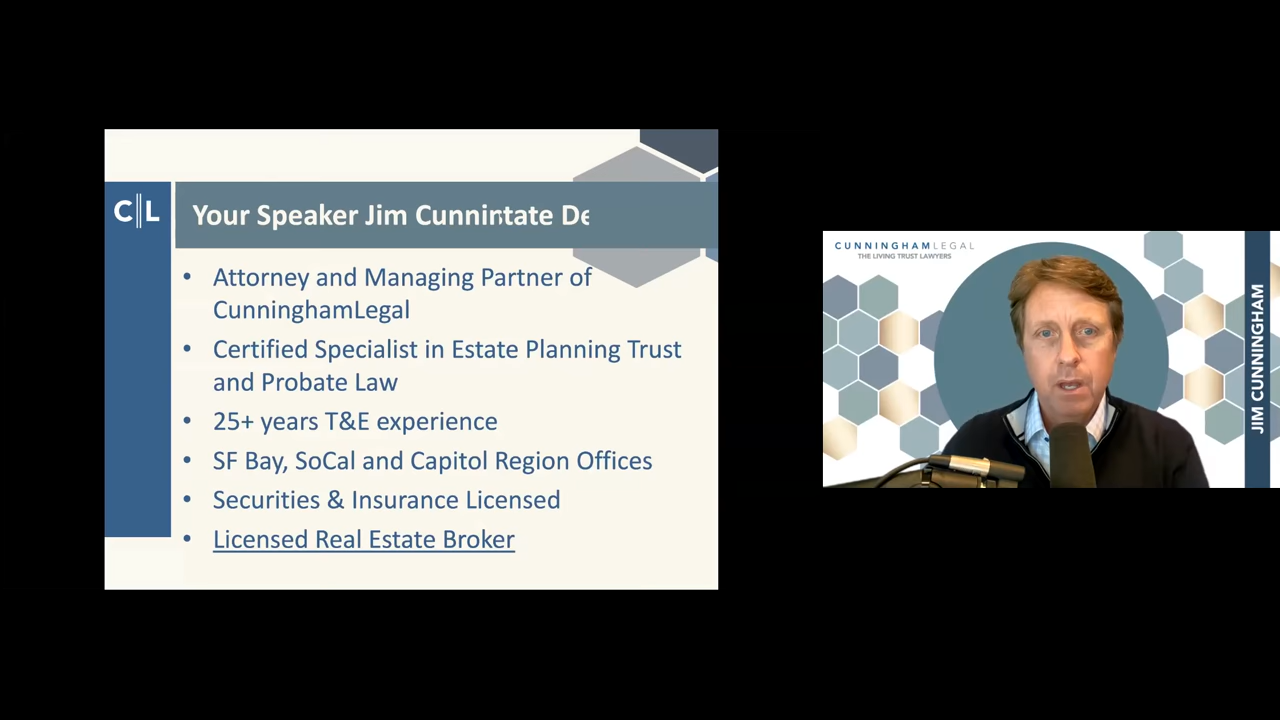 C||L
Your Speaker Jim Cunnintate De
• Attorney and Managing Partner of
CunninghamLegal
• Certified Specialist in Estate Planning Trust
and Probate Law
• 25+ years T&E experience
• SF Bay, SoCal and Capitol Region Offices
• Securities & Insurance Licensed
• Licensed Real Estate Broker
CUNNINGHAMLEGAL
THE LIVING TRUST LAWYERS
JIM CUNNINGHAM